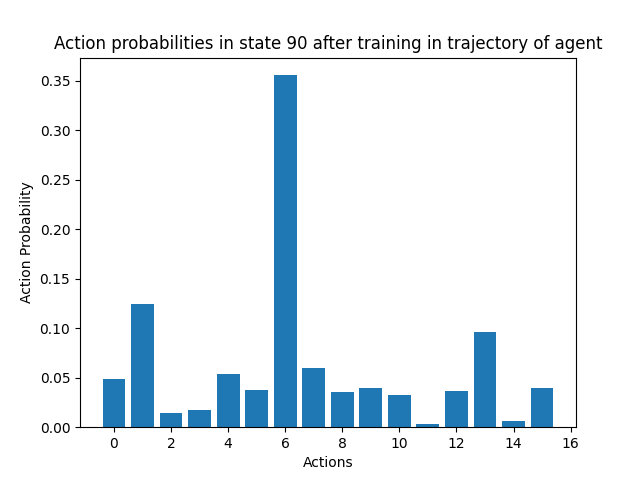 Action probabilities in state 90 after training in trajectory of agent
0.35
0.30
0.25
0.20
0.15
0.10
0.05
0.00
Action Probability
0 2 4 6 8 10 12 14 16
Actions